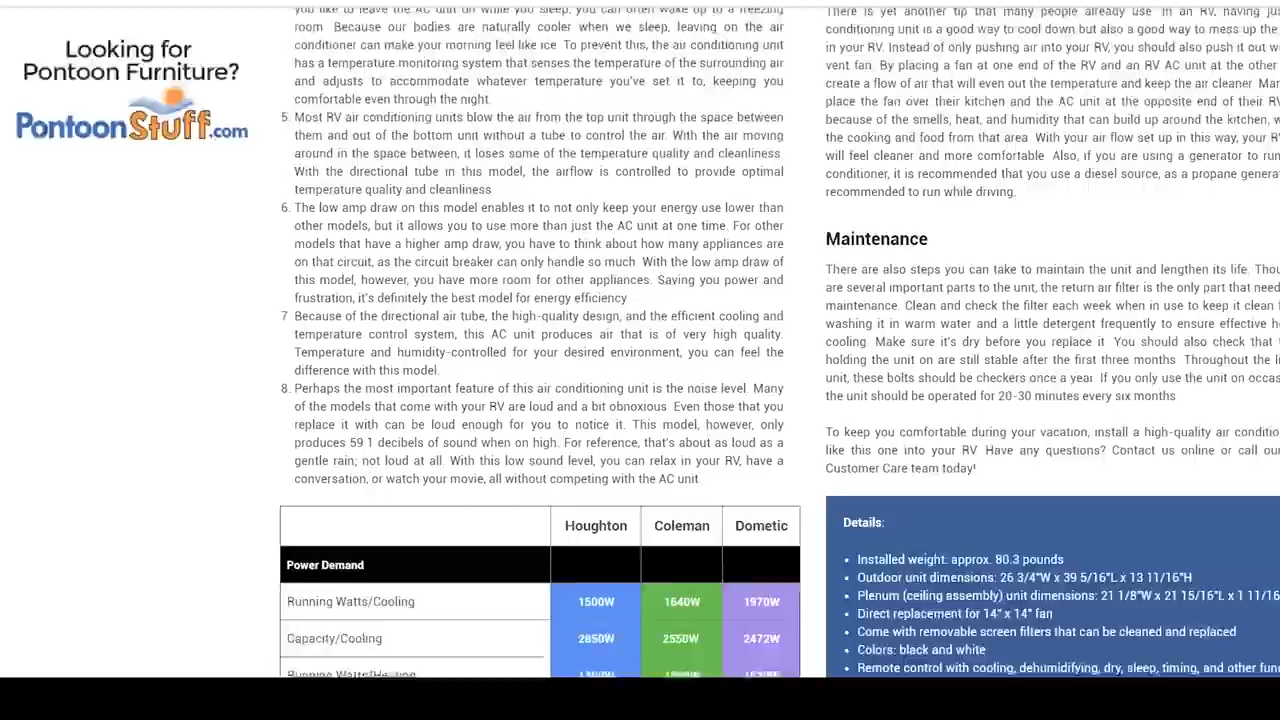 Looking for
Pontoon Furniture?
PontoonStuff.com
you like to leave the AC unit on while you sleep, you can often wake up to a freezing
room Because our bodies are naturally cooler when we sleep, leaving on the air
conditioner can make your morning feel like ice To prevent this, the air conditioning unit
has a temperature monitoring system that senses the temperature of the surrounding air
and adjusts to accommodate whatever temperature you've set it to, keeping you
comfortable even through the night.
5. Most RV air conditioning units blow the air from the top unit through the space between
them and out of the bottom unit without a tube to control the air. With the air moving
around in the space between, it loses some of the temperature quality and cleanliness
With the directional tube in this model, the airflow is controlled to provide optimal
temperature quality and cleanliness
6. The low amp draw on this model enables it to not only keep your energy use lower than
other models, but it allows you to use more than just the AC unit at one time. For other
models that have a higher amp draw, you have to think about how many appliances are
on that circuit, as the circuit breaker can only handle so much With the low amp draw of
this model, however, you have more room for other appliances. Saving you power and
frustration, it's definitely the best model for energy efficiency
7 Because of the directional air tube, the high-quality design, and the efficient cooling and
temperature control system, this AC unit produces air that is of very high quality.
Temperature and humidity-controlled for your desired environment, you can feel the
difference with this model.
8. Perhaps the most important feature of this air conditioning unit is the noise level. Many
of the models that come with your RV are loud and a bit obnoxious Even those that you
replace it with can be loud enough for you to notice it. This model, however, only
produces 59 1 decibels of sound when on high. For reference, that's about as loud as a
gentle rain; not loud at all. With this low sound level, you can relax in your RV, have a
conversation, or watch your movie, all without competing with the AC unit
Houghton Coleman Dometic
Power Demand
Running Watts/Cooling 1500W 1640W 1970W
Capacity/Cooling 2850W 2550W 2472W
Running Watts/Heating
There is yet another tip that many people already use In an RV, having
conditioning unit is a good way to cool down but also a good way to mess up the
in your RV. Instead of only pushing air into your RV, you should also push it out
vent fan. By placing a fan at one end of the RV and an RV AC unit at the other
create a flow of air that will even out the temperature and keep the air cleaner
place the fan over their kitchen and the AC unit at the opposite end of their
because of the smells, heat, and humidity that can build up around the kitchen,
the cooking and food from that area With your air flow set up in this way, your
will feel cleaner and more comfortable Also, if you are using a generator to run
conditioner, it is recommended that you use a diesel source, as a propane
recommended to run while driving.
Maintenance
There are also steps you can take to maintain the unit and lengthen its life.
are several important parts to the unit, the return air filter is the only part that
maintenance. Clean and check the filter each week when in use to keep it clean
washing it in warm water and a little detergent frequently to ensure effective
cooling Make sure it's dry before you replace it You should also check that
holding the unit on are still stable after the first three months Throughout the
unit, these bolts should be checkers once a year If you only use the unit on
the unit should be operated for 20-30 minutes every six months
To keep you comfortable during your vacation, install a high-quality air
like this one into your RV Have any questions? Contact us online or call
Customer Care team today!
Details:
• Installed weight: approx. 80.3 pounds
• Outdoor unit dimensions: 26 3/4"W x 39 5/16"L x 13 11/16"H
• Plenum (ceiling assembly) unit dimensions: 21 1/8"W x 21 15/16"L x 1 11/16
• Direct replacement for 14" x 14" fan
• Come with removable screen filters that can be cleaned and replaced
• Colors: black and white
• Remote control with cooling, dehumidifying, dry, sleep, timing, and other